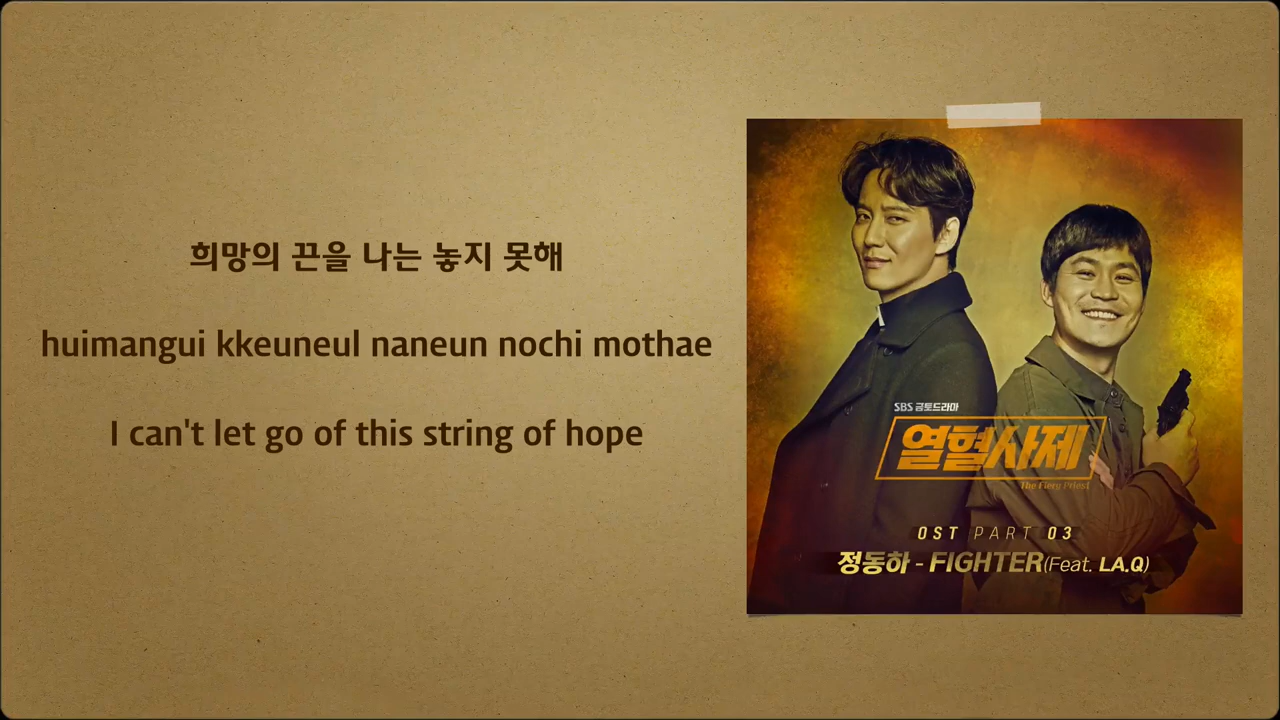 희망의 끈을 나는 놓지 못해
huimangui kkeuneul naneun nochi mothae
I can't let go of this string of hope
SBS 금토드라마
열혈사제
The Fiery Priest
OST PART 03
정동하 - FIGHTER(Feat. LA.Q)